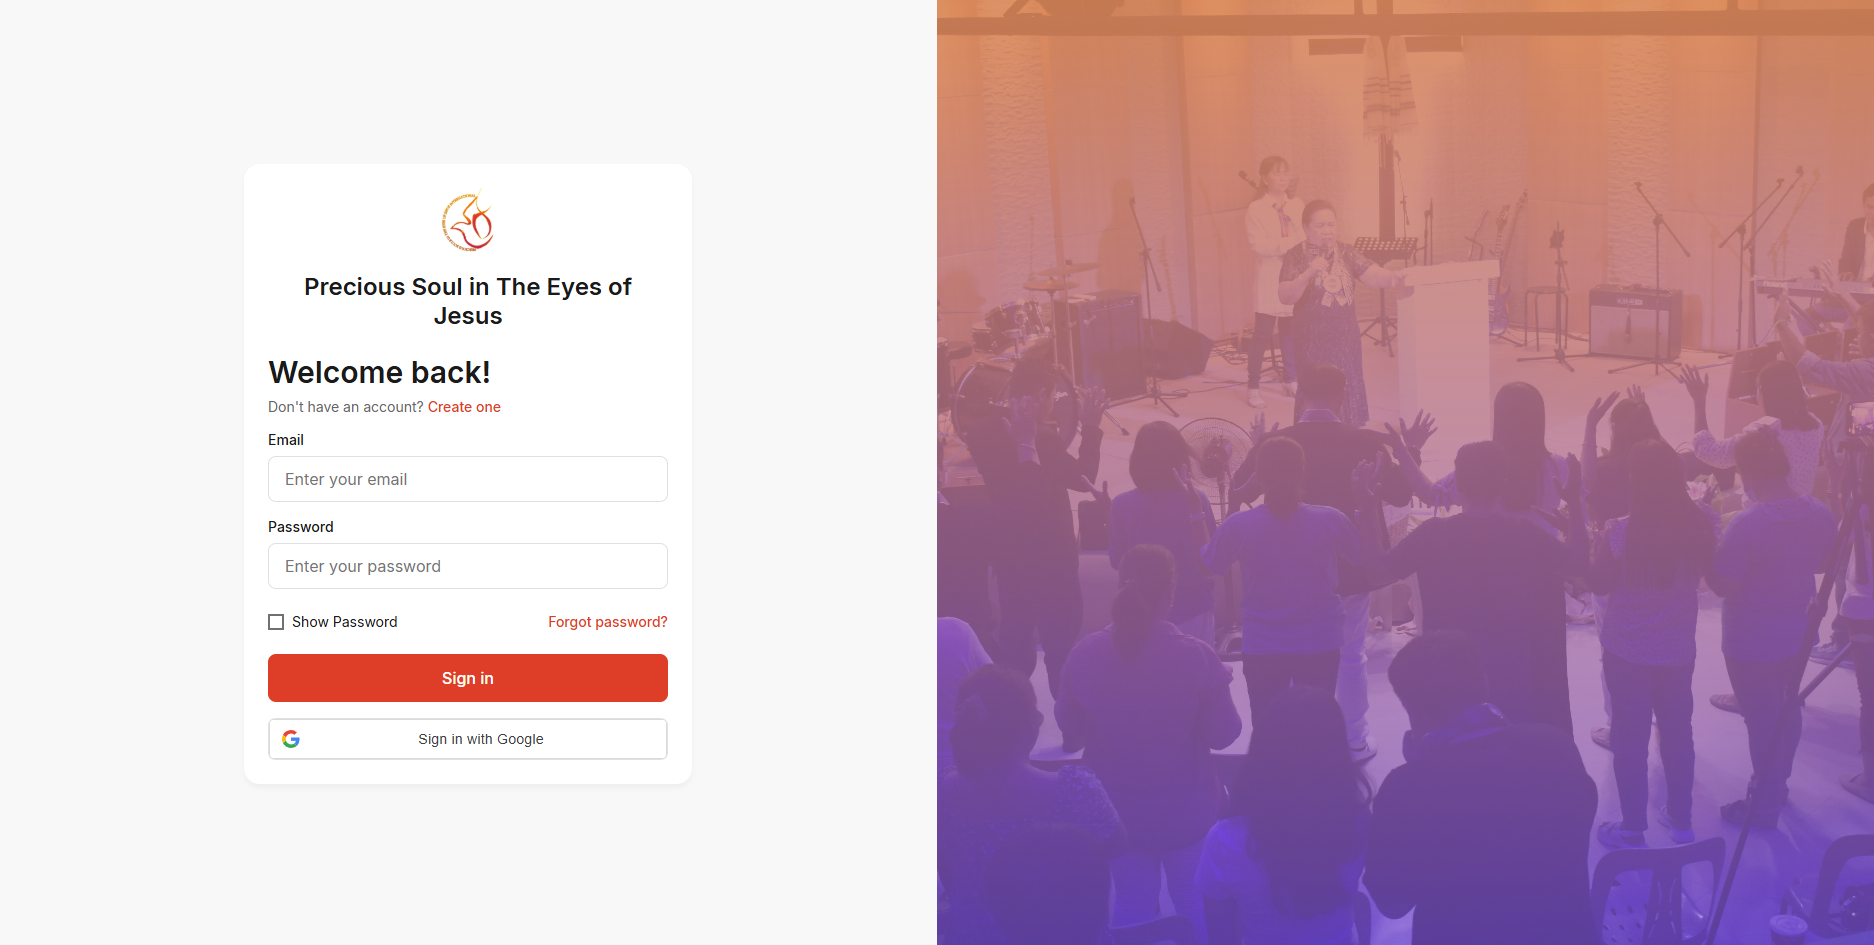 Precious Soul in The Eyes of
Jesus
Welcome back!
Don't have an account? Create one
Email
Enter your email
Password
Enter your password
Show Password
Forgot password?
Sign in
Sign in with Google